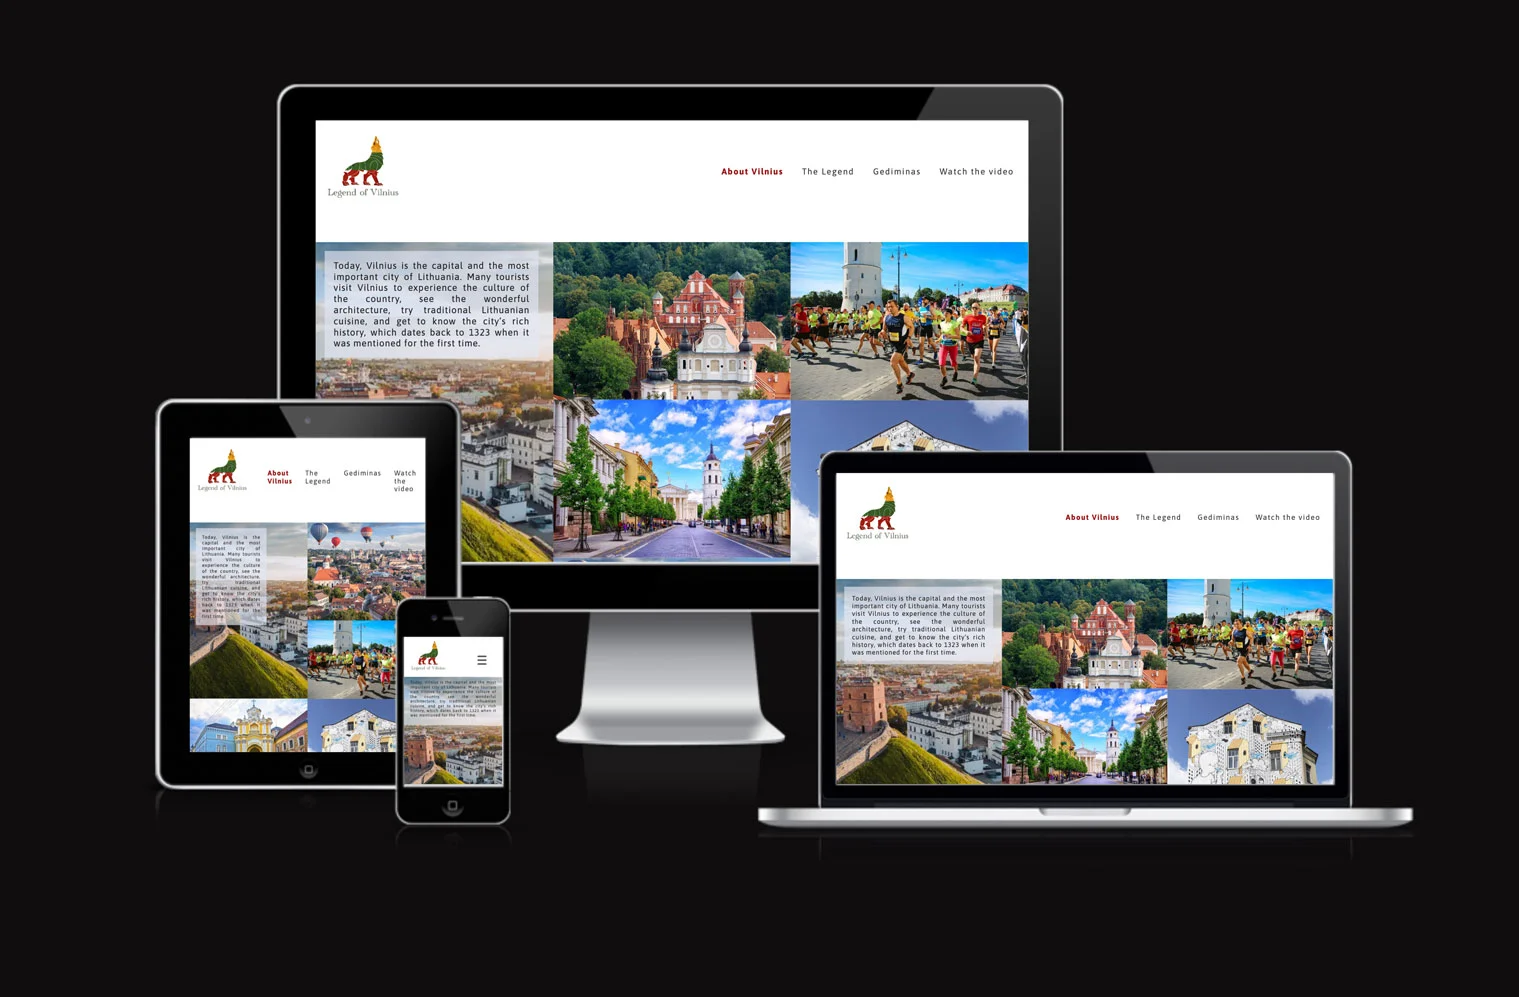 Legend of Vilnius
About Vilnius The Legend Gediminas Watch the video
Today, Vilnius is the capital and the most
important city of Lithuania. Many tourists
visit Vilnius to experience the culture of
the country, see the wonderful
architecture, try traditional Lithuanian
cuisine, and get to know the city's rich
history, which dates back to 1323 when it
was mentioned for the first time.
Legend of Vilnius
About
Vilnius
The
Legend
Gediminas
Watch
the
video
Today, Vilnius is the
capital and the most
important city of
Lithuania. Many tourists
visit Vilnius to
experience the culture
of the country, see the
wonderful architecture,
try traditional
Lithuanian cuisine, and
get to know the city's
rich history, which dates
back to 1323 when it
was mentioned for the
first time.
Legend of Vilnius
Today, Vilnius is the capital and the most
important city of Lithuania. Many tourists
visit Vilnius to experience the culture of
the country, see the wonderful
architecture, try traditional Lithuanian
cuisine, and get to know the city's rich
history, which dates back to 1323 when it
was mentioned for the first time.
Legend of Vilnius
About Vilnius The Legend Gediminas Watch the video
Today, Vilnius is the capital and the most
important city of Lithuania. Many tourists
visit Vilnius to experience the culture of
the country, see the wonderful
architecture, try traditional Lithuanian
cuisine, and get to know the city's rich
history, which dates back to 1323 when it
was mentioned for the first time.